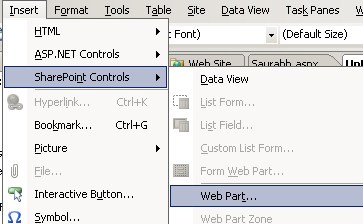 Insert Format Tools Table Site Data View Task Panes
HTML
t Font) (Default Size)
ASP.NET Controls
Web Site Saurabh.aspx
SharePoint Controls
Data View
Hyperlink... Ctrl+K
List Form...
Bookmark... Ctrl+G
List Field...
Picture
Custom List Form...
File...
Form Web Part...
Interactive Button...
Web Part...
Symbol...
Web Part Zone